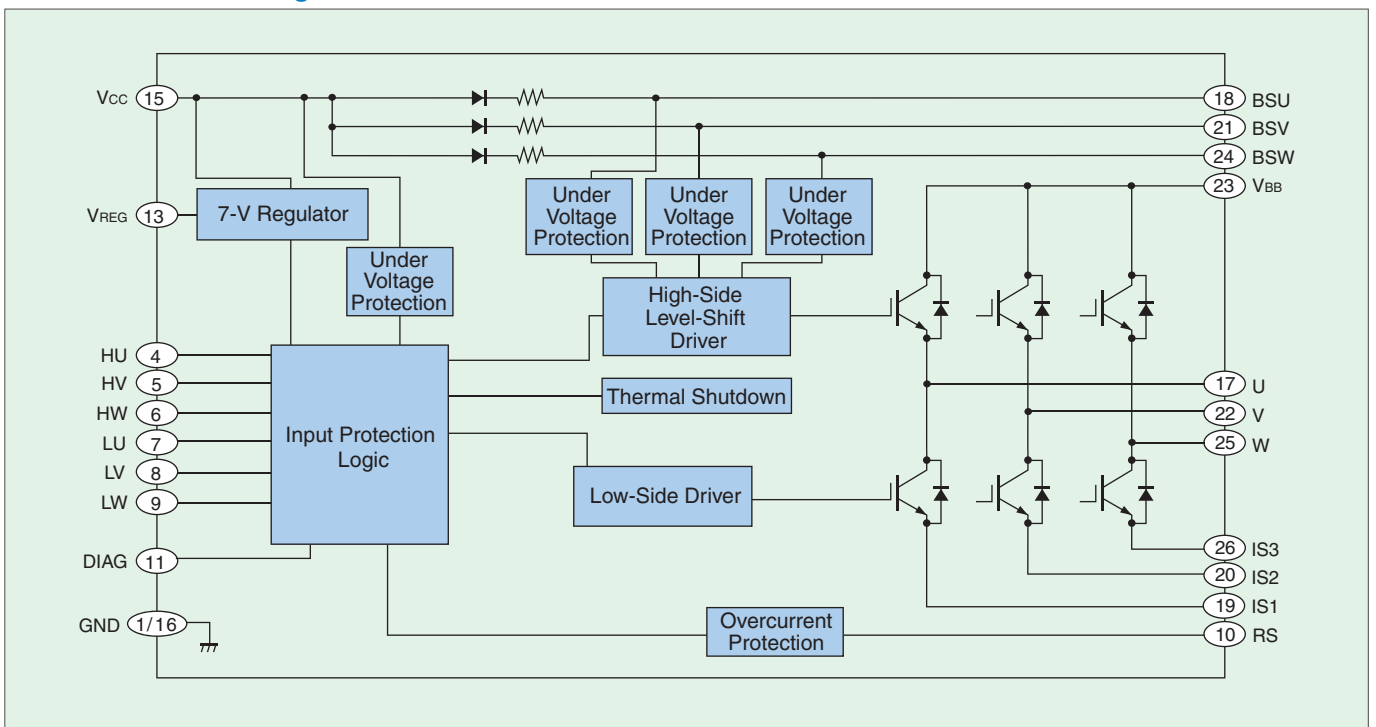 VCC 15
18 BSU
21 BSV
24 BSW
23 VBB
VREG 13
7-V Regulator
Under
Voltage
Protection
Under
Voltage
Protection
Under
Voltage
Protection
Under
Voltage
Protection
High-Side
Level-Shift
Driver
HU 4
HV 5
HW 6
LU 7
LV 8
LW 9
Input Protection
Logic
Thermal Shutdown
Low-Side Driver
17 U
22 V
25 W
DIAG 11
GND 1/16
26 IS3
20 IS2
19 IS1
Overcurrent
Protection
10 RS